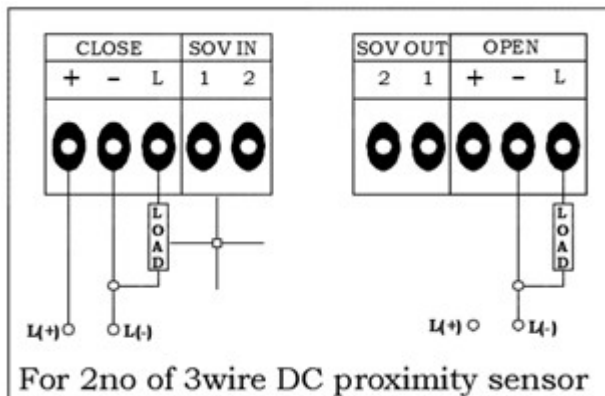 CLOSE SOV IN SOV OUT OPEN
+ - L 1 2 2 1 + - L
LOAD LOAD
L(+) L(-) L(+) L(-)
For 2no of 3wire DC proximity sensor